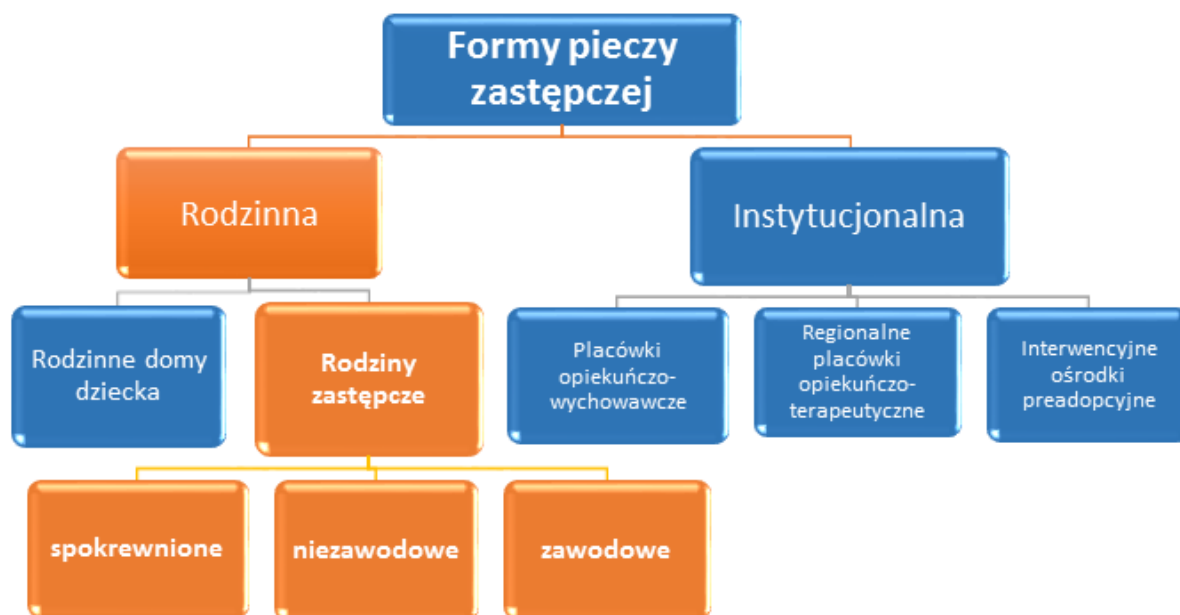 Formy pieczy
zastępczej
Rodzinna
Instytucjonalna
Rodzinne domy
dziecka
Rodziny
zastępcze
Placówki
opiekuńczo-
wychowawcze
Regionalne
placówki
opiekuńczo-
terapeutyczne
Interwencyjne
ośrodki
preadopcyjne
spokrewnione
niezawodowe
zawodowe